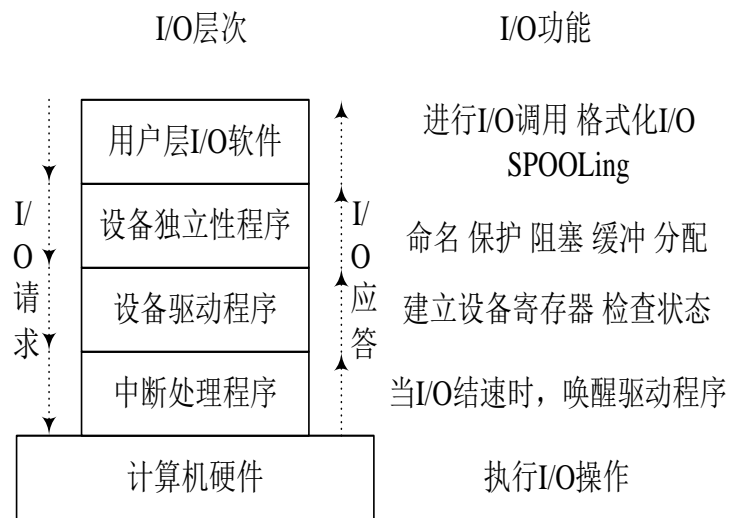 I/O层次
I/O功能
用户层I/O软件
进行I/O调用 格式化I/O
SPOOLing
设备独立性程序
命名 保护 阻塞 缓冲 分配
设备驱动程序
建立设备寄存器 检查状态
中断处理程序
当I/O结速时，唤醒驱动程序
计算机硬件
执行I/O操作
I/
O
请
求
I/
O
应
答